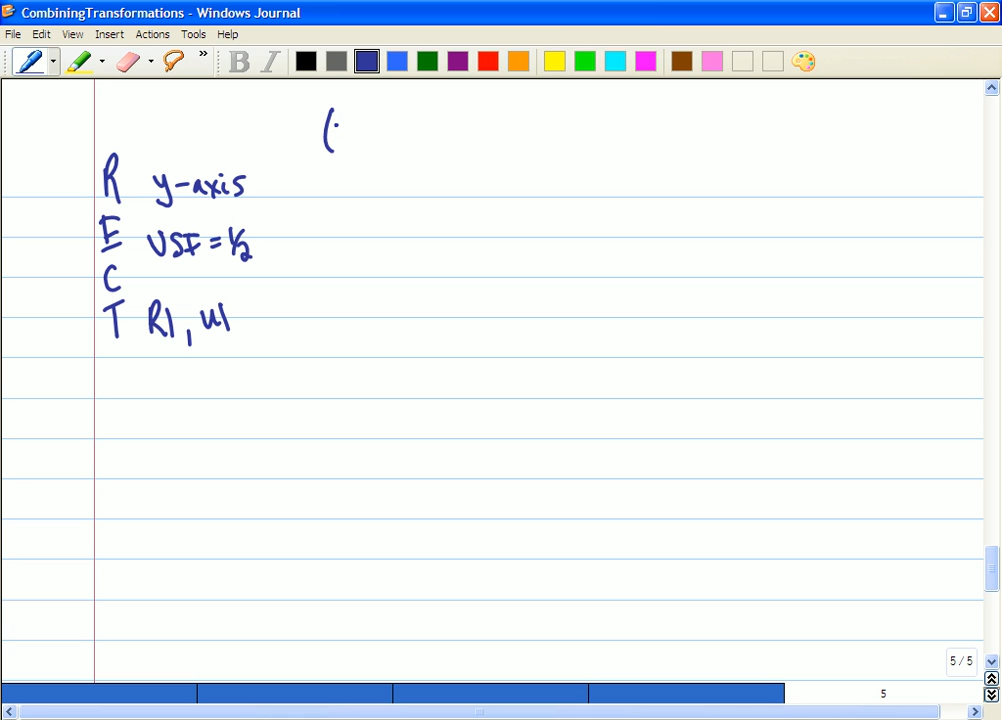 CombiningTransformations - Windows Journal
File Edit View Insert Actions Tools Help
B I
(
R y-axis
E VSF = 1/2
C
T R1, U1
5 / 5
5